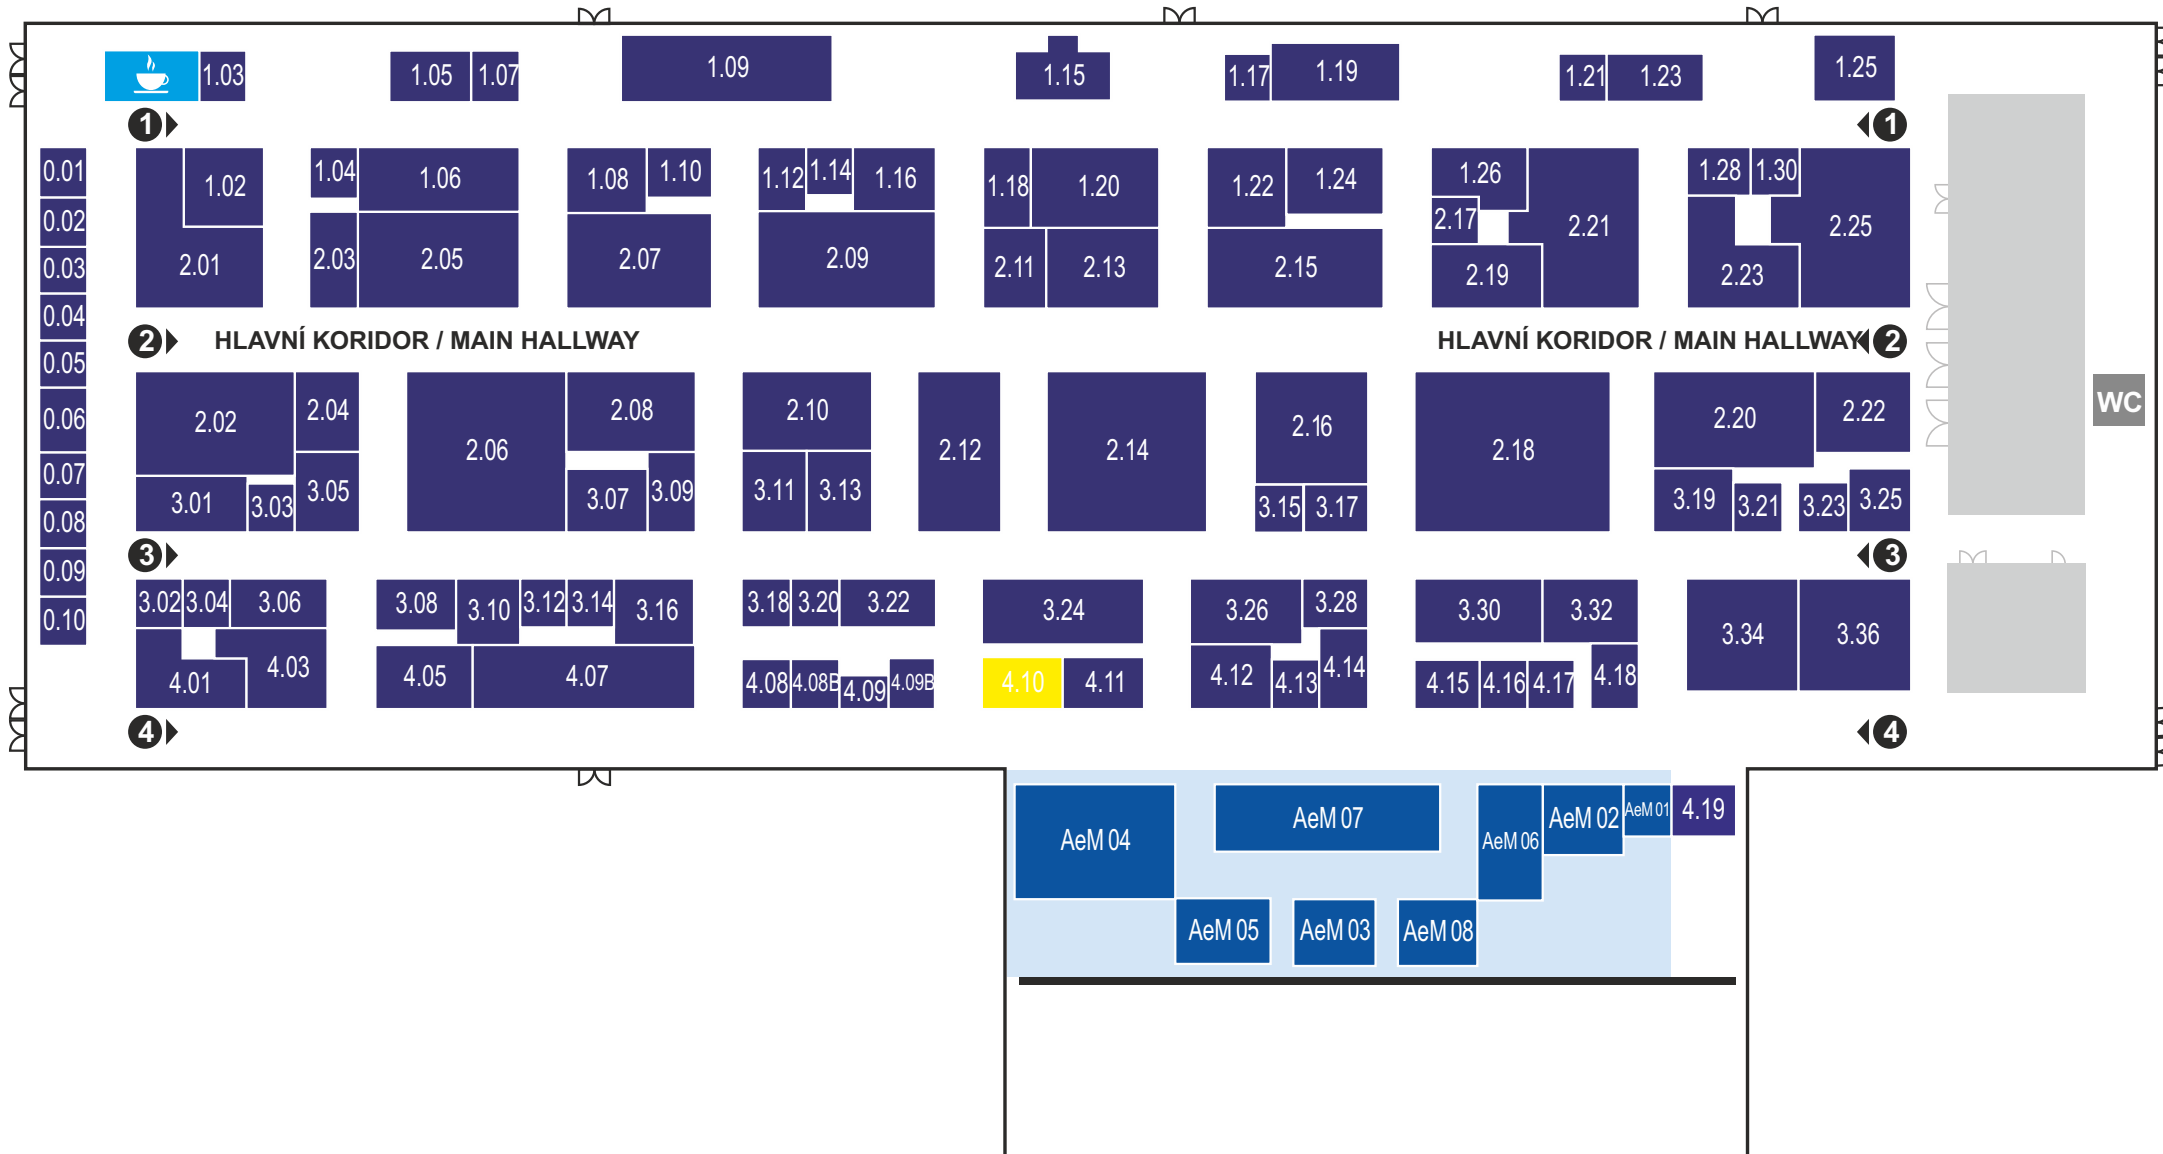 1.03 1.05 1.07 1.09 1.15 1.17 1.19 1.21 1.23 1.25
1 1
0.01 1.02 1.04 1.06 1.08 1.10 1.12 1.14 1.16 1.18 1.20 1.22 1.24 1.26 1.28 1.30
0.02 2.17 2.21 2.25
0.03 2.01 2.03 2.05 2.07 2.09 2.11 2.13 2.15 2.19 2.23
0.04
2 HLAVNÍ KORIDOR / MAIN HALLWAY HLAVNÍ KORIDOR / MAIN HALLWAY 2
0.05
0.06 2.02 2.04 2.06 2.08 2.10 2.12 2.14 2.16 2.18 2.20 2.22 WC
0.07 3.01 3.03 3.05 3.07 3.09 3.11 3.13 3.15 3.17 3.19 3.21 3.23 3.25
0.08
3 3
0.09
0.10 3.02 3.04 3.06 3.08 3.10 3.12 3.14 3.16 3.18 3.20 3.22 3.24 3.26 3.28 3.30 3.32 3.34 3.36
4.01 4.03 4.05 4.07 4.08 4.08B 4.09 4.09B 4.10 4.11 4.12 4.13 4.14 4.15 4.16 4.17 4.18
4 4
AeM 04 AeM 07 AeM 06 AeM 02 AeM 01 4.19
AeM 05 AeM 03 AeM 08